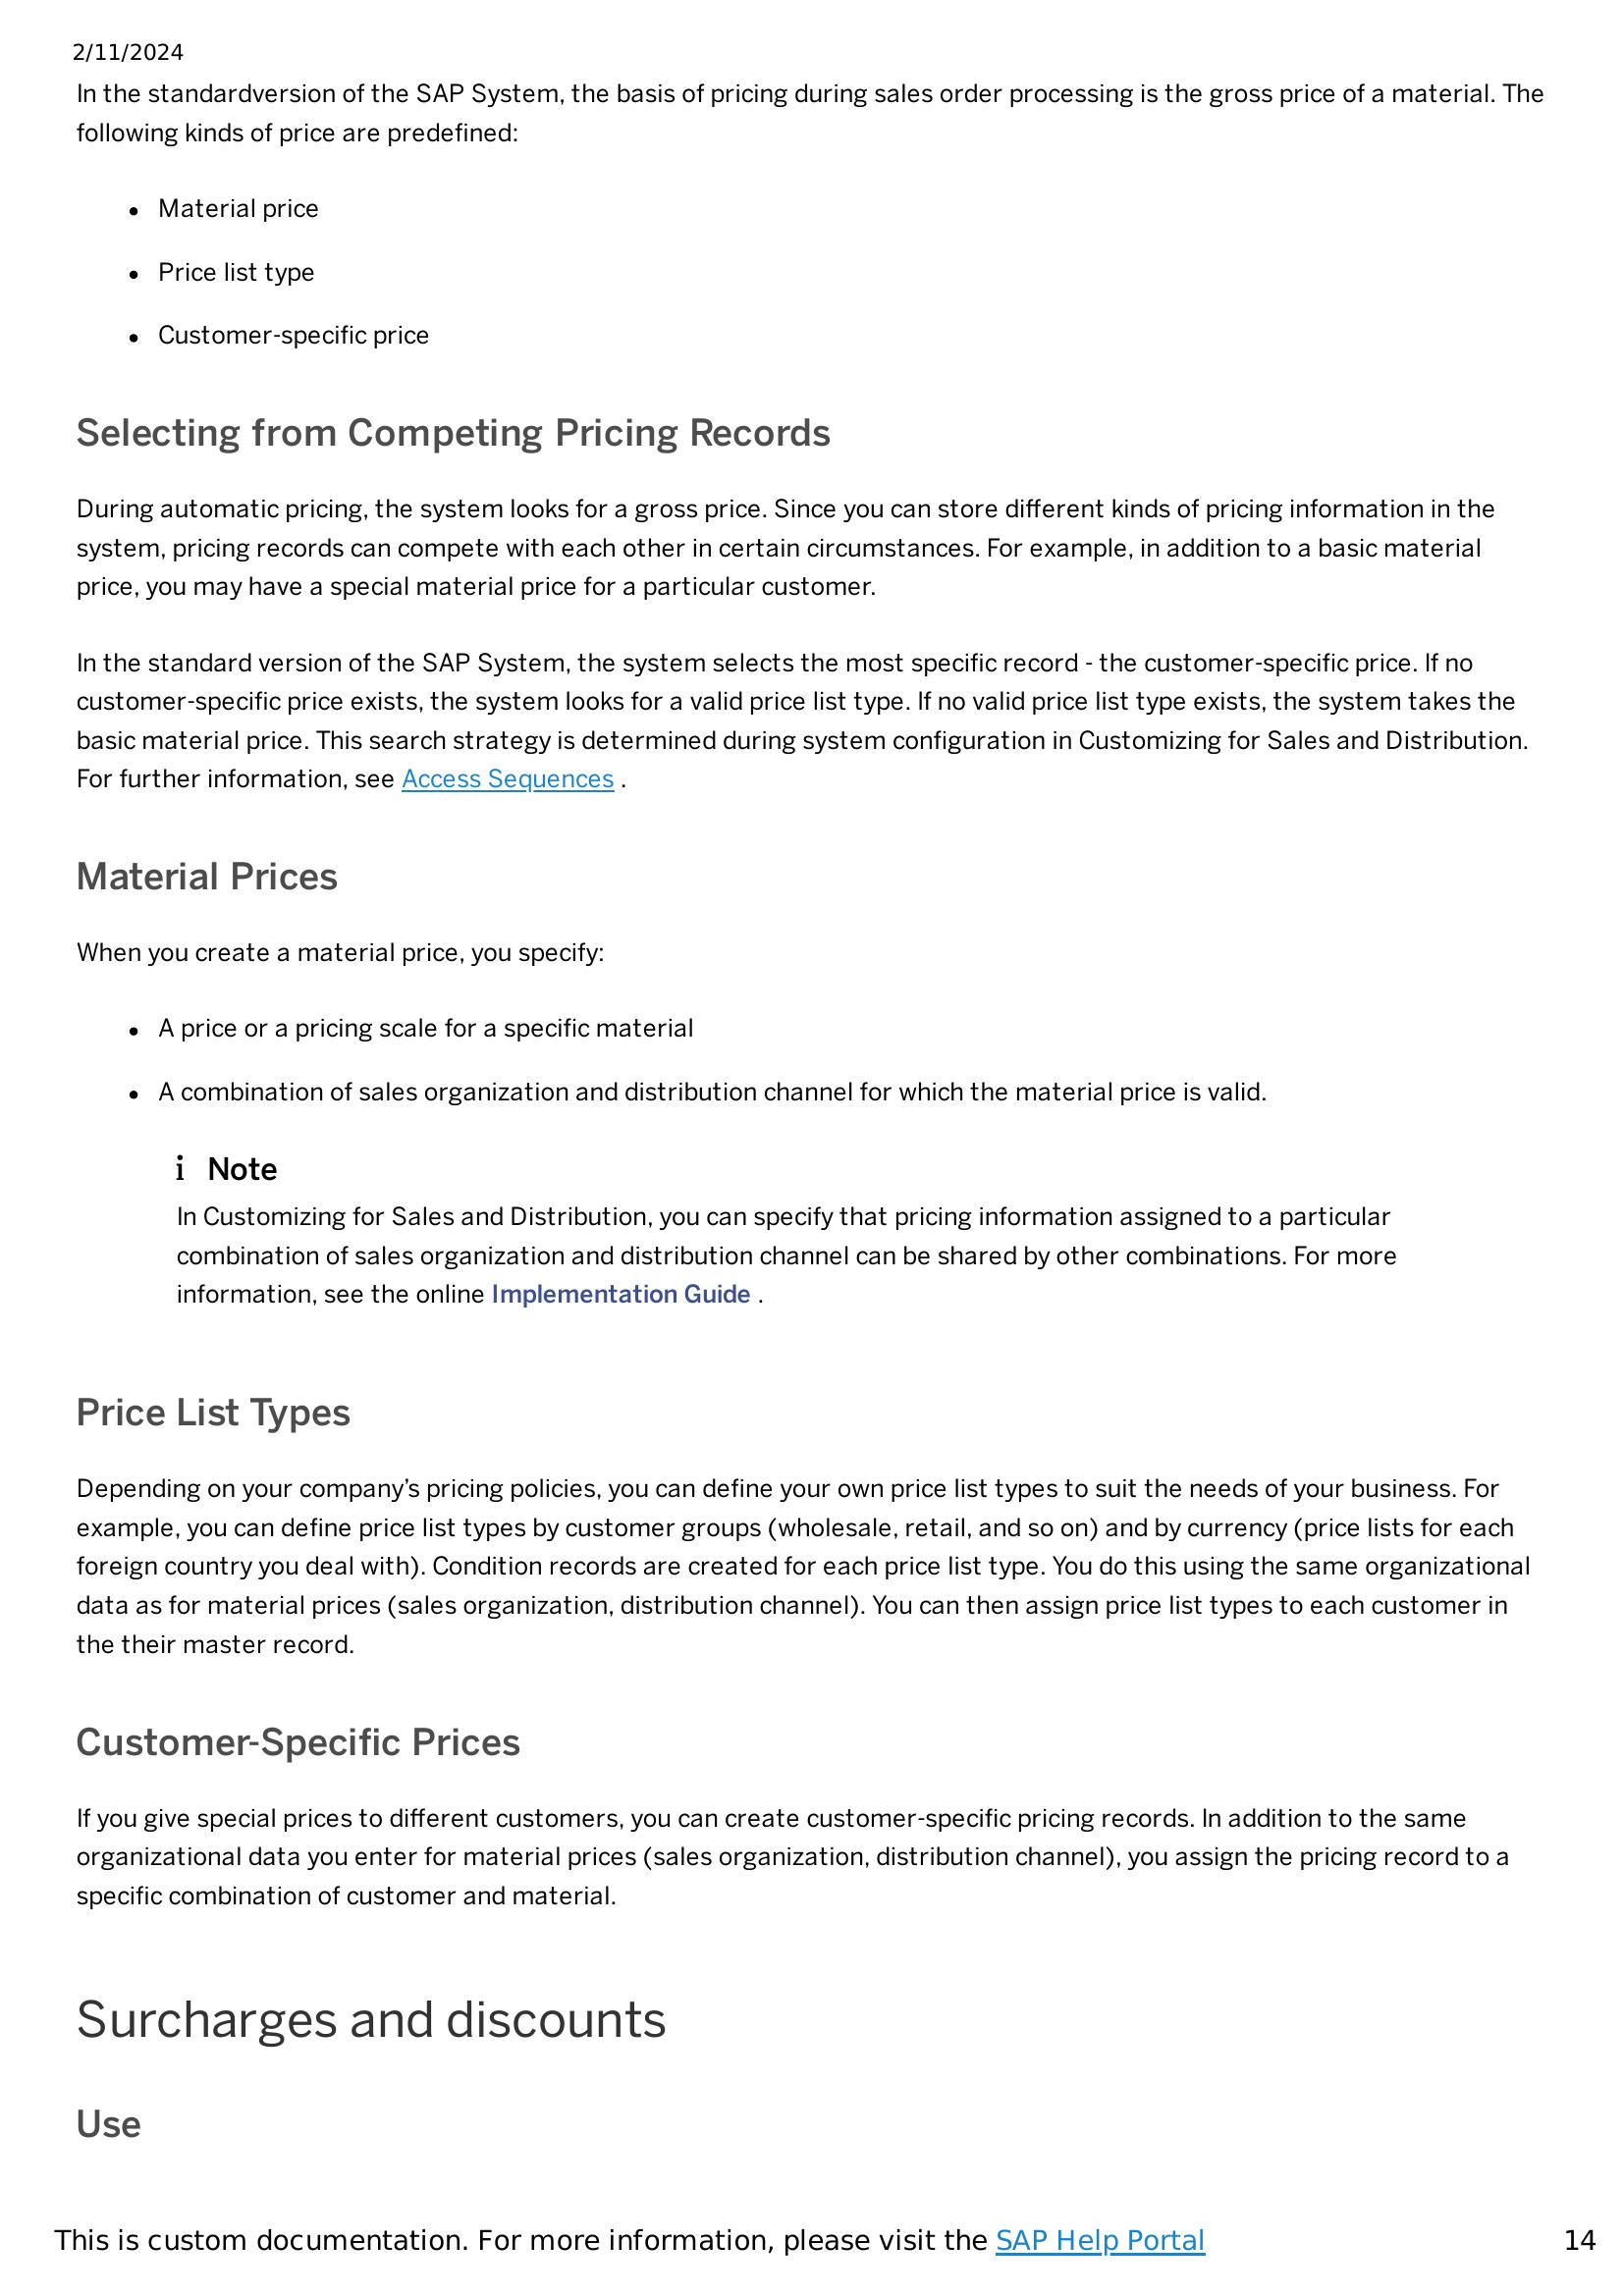 2/11/2024
In the standardversion of the SAP System, the basis of pricing during sales order processing is the gross price of a material. The
following kinds of price are predefined:
• Material price
• Price list type
• Customer-specific price
Selecting from Competing Pricing Records
During automatic pricing, the system looks for a gross price. Since you can store different kinds of pricing information in the
system, pricing records can compete with each other in certain circumstances. For example, in addition to a basic material
price, you may have a special material price for a particular customer.
In the standard version of the SAP System, the system selects the most specific record - the customer-specific price. If no
customer-specific price exists, the system looks for a valid price list type. If no valid price list type exists, the system takes the
basic material price. This search strategy is determined during system configuration in Customizing for Sales and Distribution.
For further information, see Access Sequences .
Material Prices
When you create a material price, you specify:
• A price or a pricing scale for a specific material
• A combination of sales organization and distribution channel for which the material price is valid.
i Note
In Customizing for Sales and Distribution, you can specify that pricing information assigned to a particular
combination of sales organization and distribution channel can be shared by other combinations. For more
information, see the online Implementation Guide .
Price List Types
Depending on your company’s pricing policies, you can define your own price list types to suit the needs of your business. For
example, you can define price list types by customer groups (wholesale, retail, and so on) and by currency (price lists for each
foreign country you deal with). Condition records are created for each price list type. You do this using the same organizational
data as for material prices (sales organization, distribution channel). You can then assign price list types to each customer in
the their master record.
Customer-Specific Prices
If you give special prices to different customers, you can create customer-specific pricing records. In addition to the same
organizational data you enter for material prices (sales organization, distribution channel), you assign the pricing record to a
specific combination of customer and material.
Surcharges and discounts
Use
This is custom documentation. For more information, please visit the SAP Help Portal 14